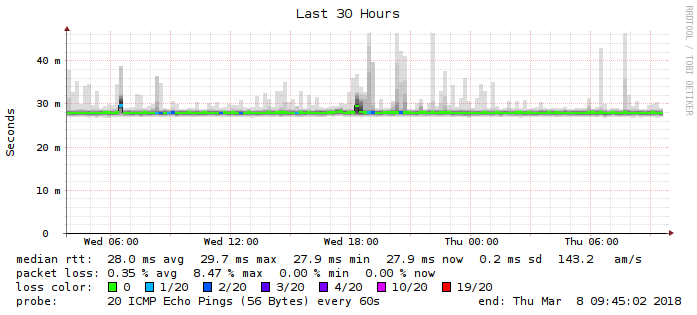 Last 30 Hours
RRDTOOL / TOBI OETIKER
Seconds
40 m
30 m
20 m
10 m
0
Wed 06:00 Wed 12:00 Wed 18:00 Thu 00:00 Thu 06:00
median rtt: 28.0 ms avg 29.7 ms max 27.9 ms min 27.9 ms now 0.2 ms sd 143.2 am/s
packet loss: 0.35 % avg 8.47 % max 0.00 % min 0.00 % now
loss color: 0 1/20 2/20 3/20 4/20 10/20 19/20
probe: 20 ICMP Echo Pings (56 Bytes) every 60s end: Thu Mar 8 09:45:02 2018